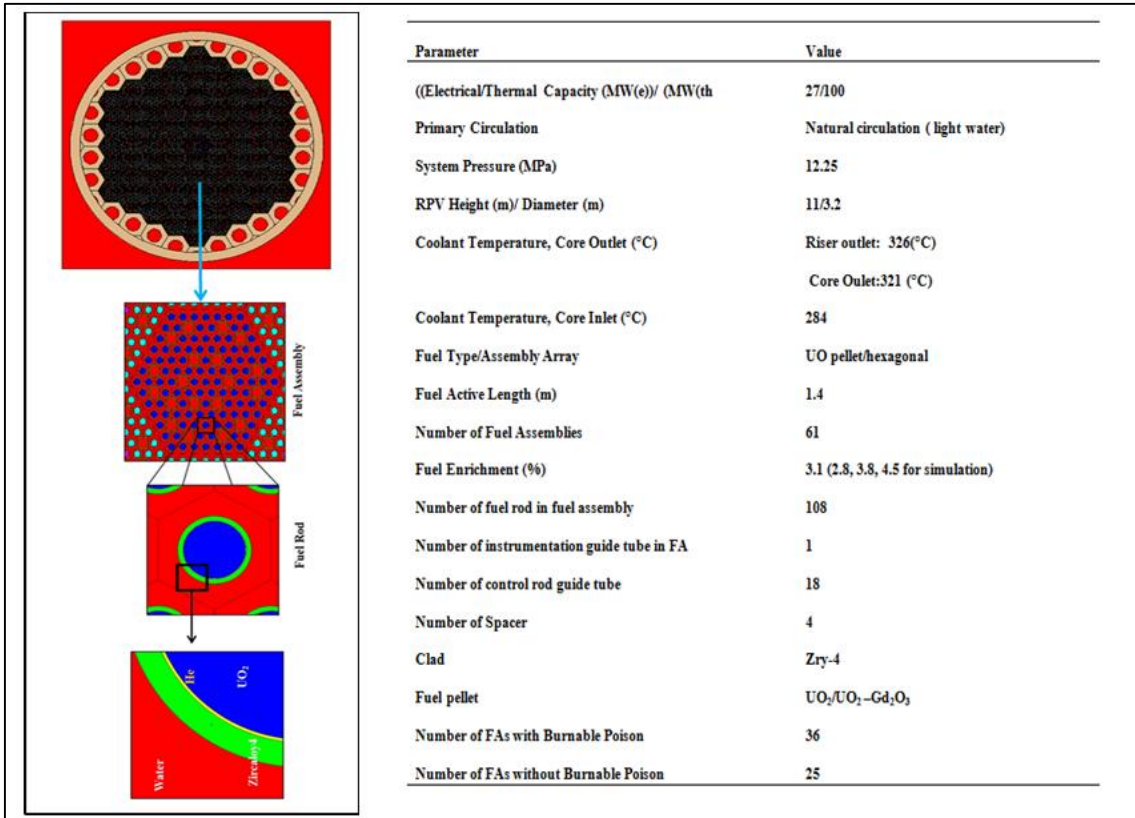 Fuel Assembly
Fuel Rod
He
UO₂
Water
Zircaloy4
Parameter Value
((Electrical/Thermal Capacity (MW(e))/ (MW(th 27/100
Primary Circulation Natural circulation ( light water)
System Pressure (MPa) 12.25
RPV Height (m)/ Diameter (m) 11/3.2
Coolant Temperature, Core Outlet (°C) Riser outlet: 326(°C)
Core Oulet:321 (°C)
Coolant Temperature, Core Inlet (°C) 284
Fuel Type/Assembly Array UO pellet/hexagonal
Fuel Active Length (m) 1.4
Number of Fuel Assemblies 61
Fuel Enrichment (%) 3.1 (2.8, 3.8, 4.5 for simulation)
Number of fuel rod in fuel assembly 108
Number of instrumentation guide tube in FA 1
Number of control rod guide tube 18
Number of Spacer 4
Clad Zry-4
Fuel pellet UO₂/UO₂ –Gd₂O₃
Number of FAs with Burnable Poison 36
Number of FAs without Burnable Poison 25